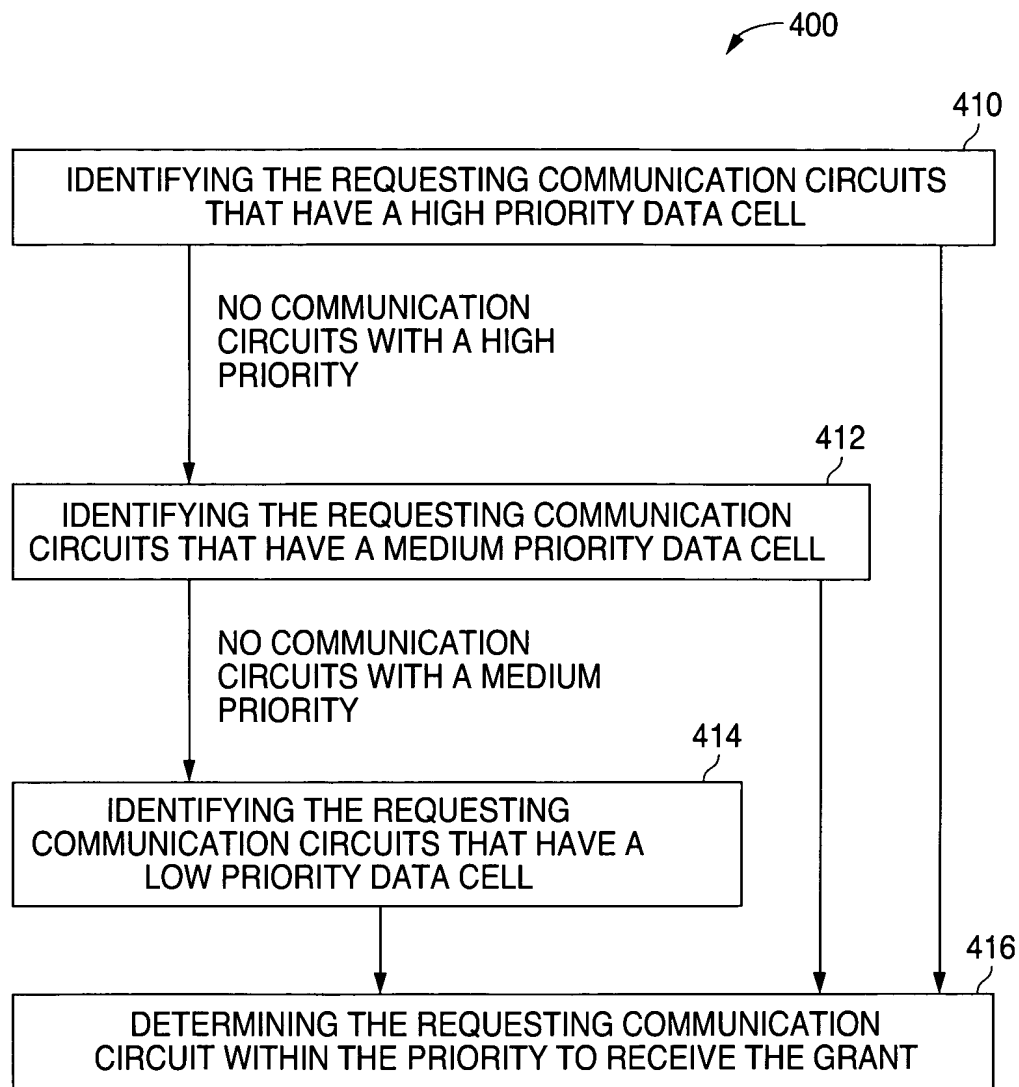 400
410
IDENTIFYING THE REQUESTING COMMUNICATION CIRCUITS
THAT HAVE A HIGH PRIORITY DATA CELL
NO COMMUNICATION
CIRCUITS WITH A HIGH
PRIORITY
412
IDENTIFYING THE REQUESTING COMMUNICATION
CIRCUITS THAT HAVE A MEDIUM PRIORITY DATA CELL
NO COMMUNICATION
CIRCUITS WITH A MEDIUM
PRIORITY
414
IDENTIFYING THE REQUESTING
COMMUNICATION CIRCUITS THAT HAVE A
LOW PRIORITY DATA CELL
416
DETERMINING THE REQUESTING COMMUNICATION
CIRCUIT WITHIN THE PRIORITY TO RECEIVE THE GRANT